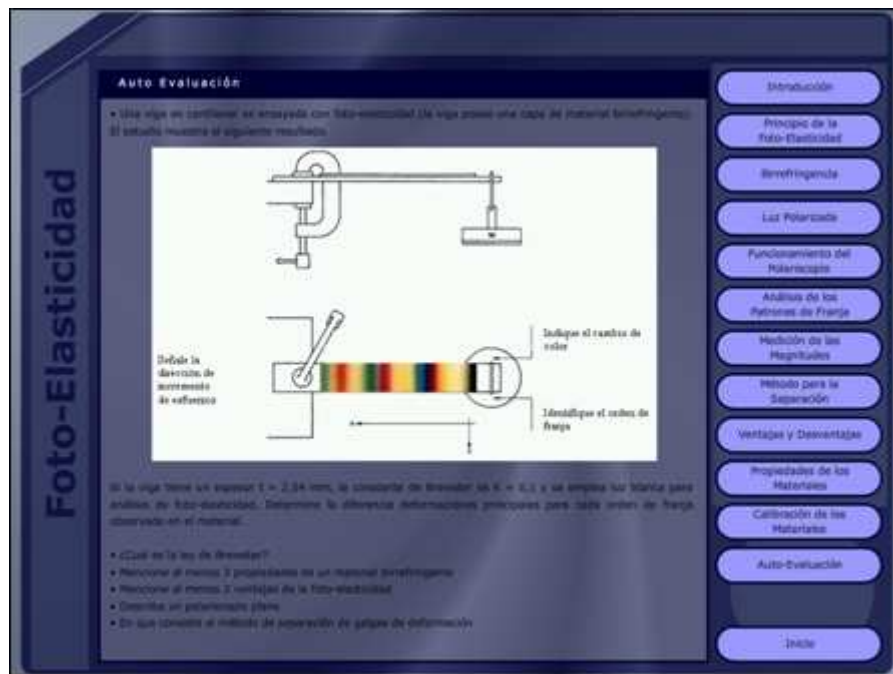 Auto Evaluación
• Una viga en cantilever es ensayada con foto-elasticidad (la viga posee una capa de material birrefringente).
El estudio muestra el siguiente resultado.
Señale la
dirección de
movimiento
de esfuerzos
Indique el cambio de
color
Identifique el orden de
franja
Si la viga tiene un espesor t = 2.54 mm, la constante de Brewster es K = 0.1 y se emplea luz blanca para
análisis de foto-elasticidad. Determine la diferencia deformaciones principales para cada orden de franja
observado en el material.
• ¿Cuál es la ley de Brewster?
• Mencione al menos 3 propiedades de un material birrefringente
• Mencione al menos 2 ventajas de la foto-elasticidad
• Describa un polariscopio plano
• En que consiste el método de separación de galgas de deformación
Foto-Elasticidad
Introducción
Principio de la
Foto-Elasticidad
Birrefringencia
Luz Polarizada
Funcionamiento del
Polariscopio
Análisis de los
Patrones de Franja
Medición de las
Magnitudes
Método para la
Separación
Ventajas y Desventajas
Propiedades de los
Materiales
Calibración de los
Materiales
Auto-Evaluación
Inicio